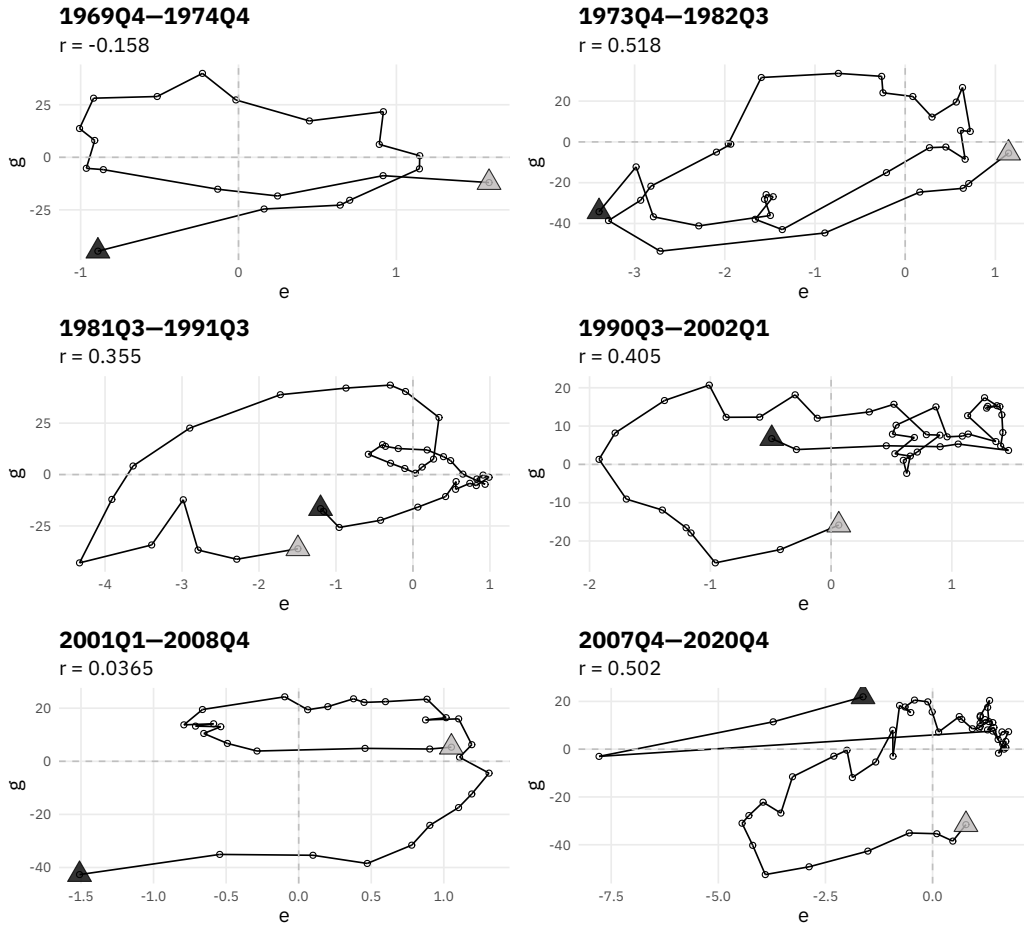 1969Q4—1974Q4
r = -0.158
25
0
-25
-1
0
1
g
e
1973Q4—1982Q3
r = 0.518
20
0
-20
-40
-3
-2
-1
0
1
g
e
1981Q3—1991Q3
r = 0.355
25
0
-25
-4
-3
-2
-1
0
1
g
e
1990Q3—2002Q1
r = 0.405
20
10
0
-10
-20
-2
-1
0
1
g
e
2001Q1—2008Q4
r = 0.0365
20
0
-20
-40
-1.5
-1.0
-0.5
0.0
0.5
1.0
g
e
2007Q4—2020Q4
r = 0.502
20
0
-20
-40
-7.5
-5.0
-2.5
0.0
g
e